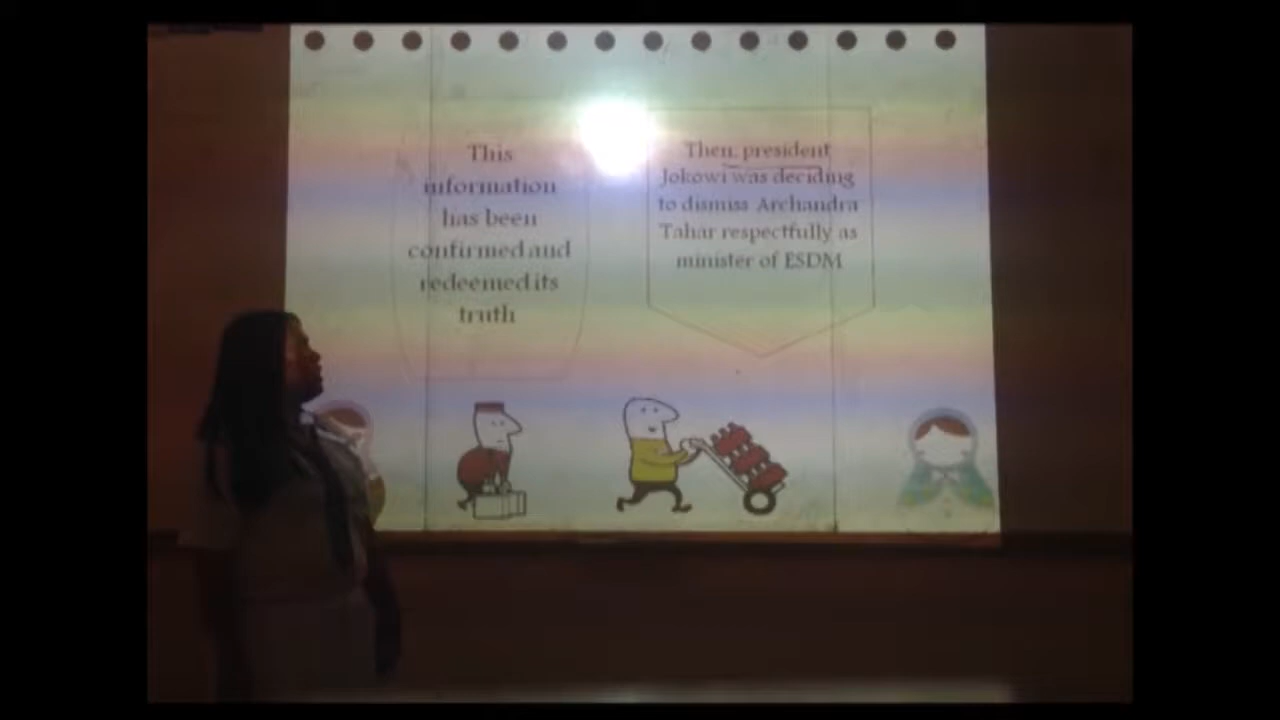 This
information
has been
confirmed and
redeemed its
truth
Then, president
Jokowi was deciding
to dismiss Archandra
Tahar respectfully as
minister of ESDM